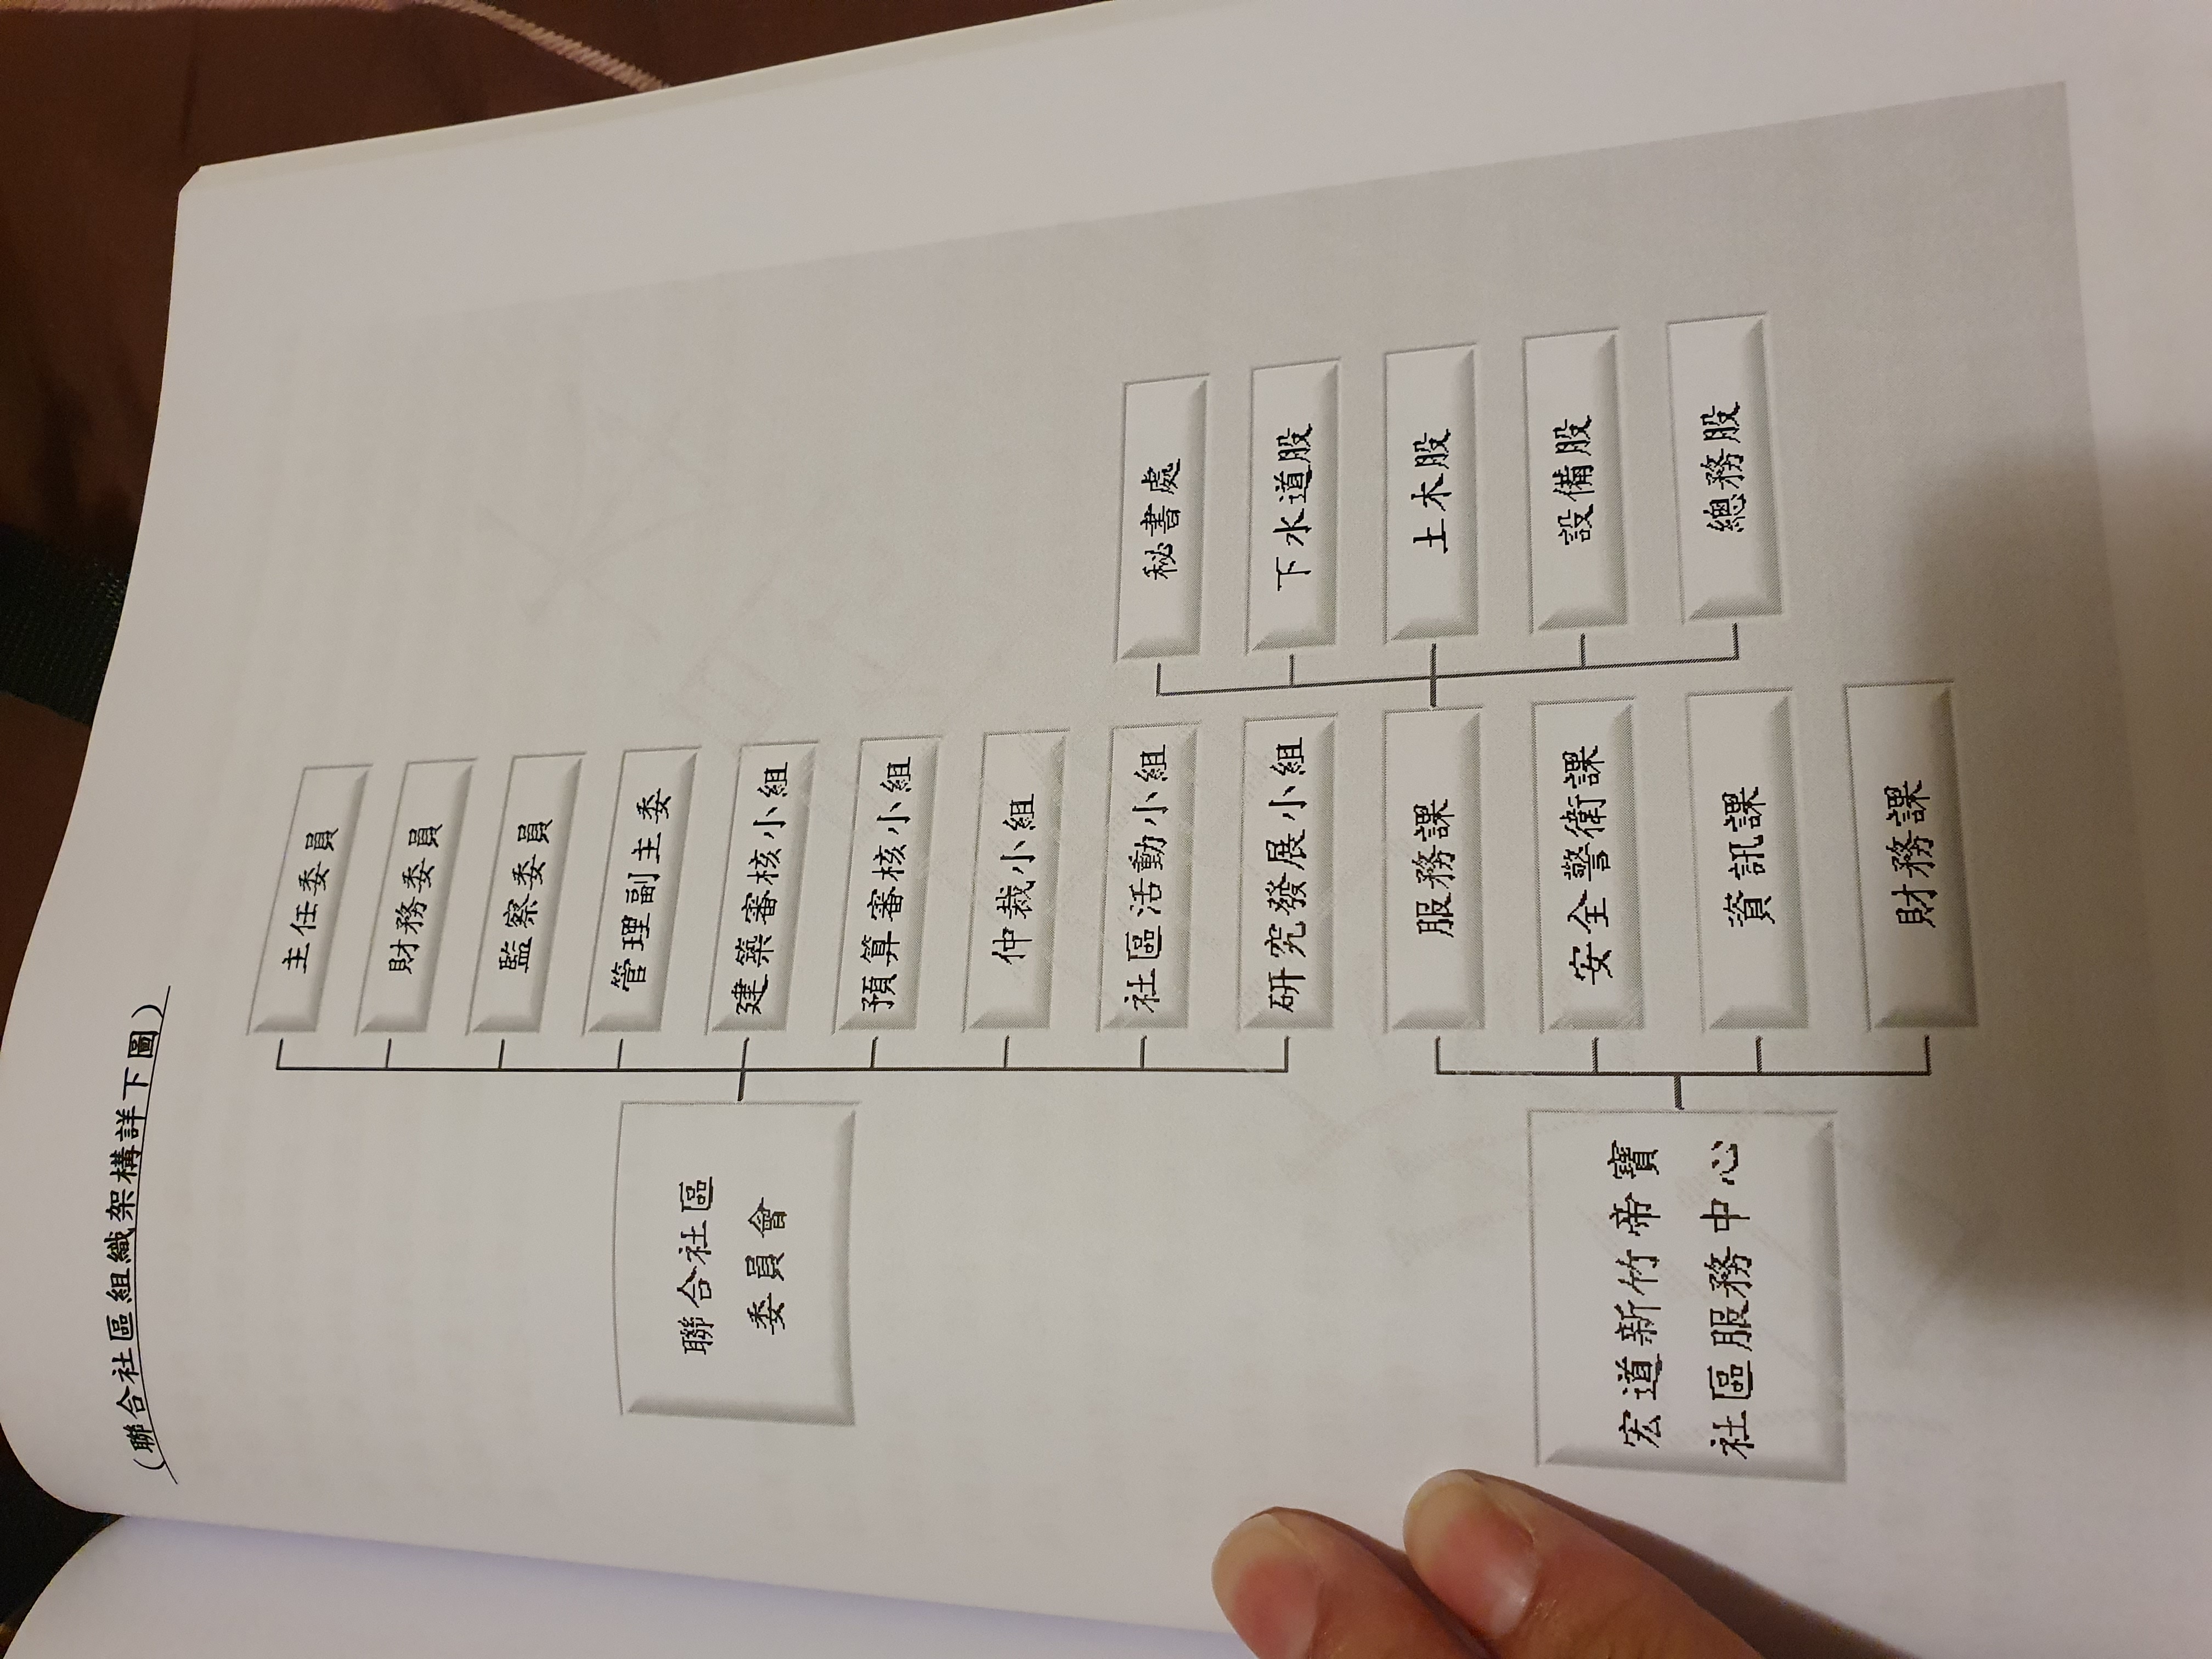 (聯合社區組織架構詳下圖)
聯合社區
委員會
主任委員
財務委員
監察委員
管理副主委
建築審核小組
預算審核小組
仲裁小組
社區活動小組
研究發展小組
宏道新竹帝寶
社區服務中心
服務課
安全警衛課
資訊課
財務課
秘書處
下水道股
土木股
設備股
總務股